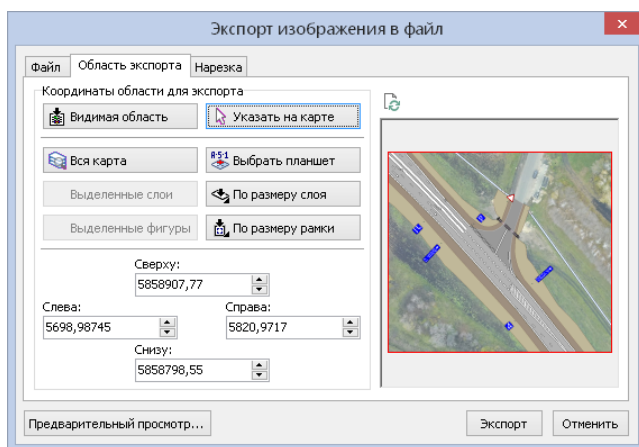 Экспорт изображения в файл
Файл Область экспорта Нарезка
Координаты области для экспорта
Видимая область Указать на карте
Вся карта Выбрать планшет
Выделенные слои По размеру слоя
Выделенные фигуры По размеру рамки
Сверху:
5858907,77
Слева: Справа:
5698,98745 5820,9717
Снизу:
5858798,55
Предварительный просмотр... Экспорт Отменить